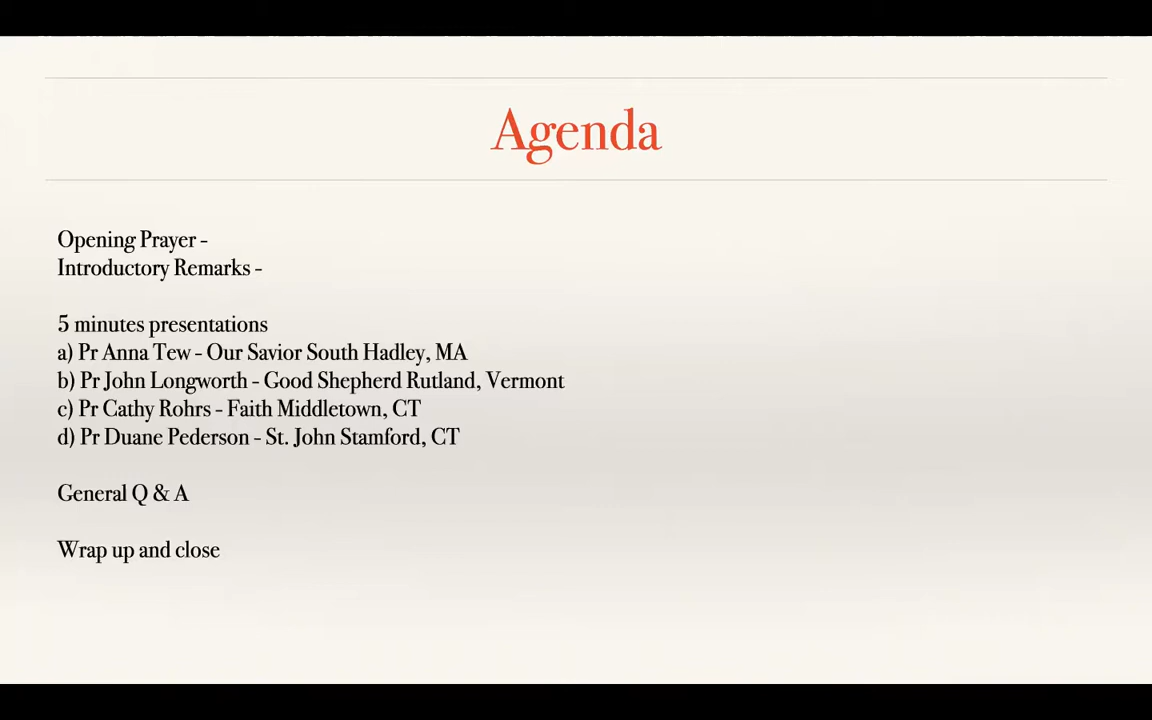 Agenda
Opening Prayer -
Introductory Remarks -
5 minutes presentations
a) Pr Anna Tew - Our Savior South Hadley, MA
b) Pr John Longworth - Good Shepherd Rutland, Vermont
c) Pr Cathy Rohrs - Faith Middletown, CT
d) Pr Duane Pederson - St. John Stamford, CT
General Q & A
Wrap up and close